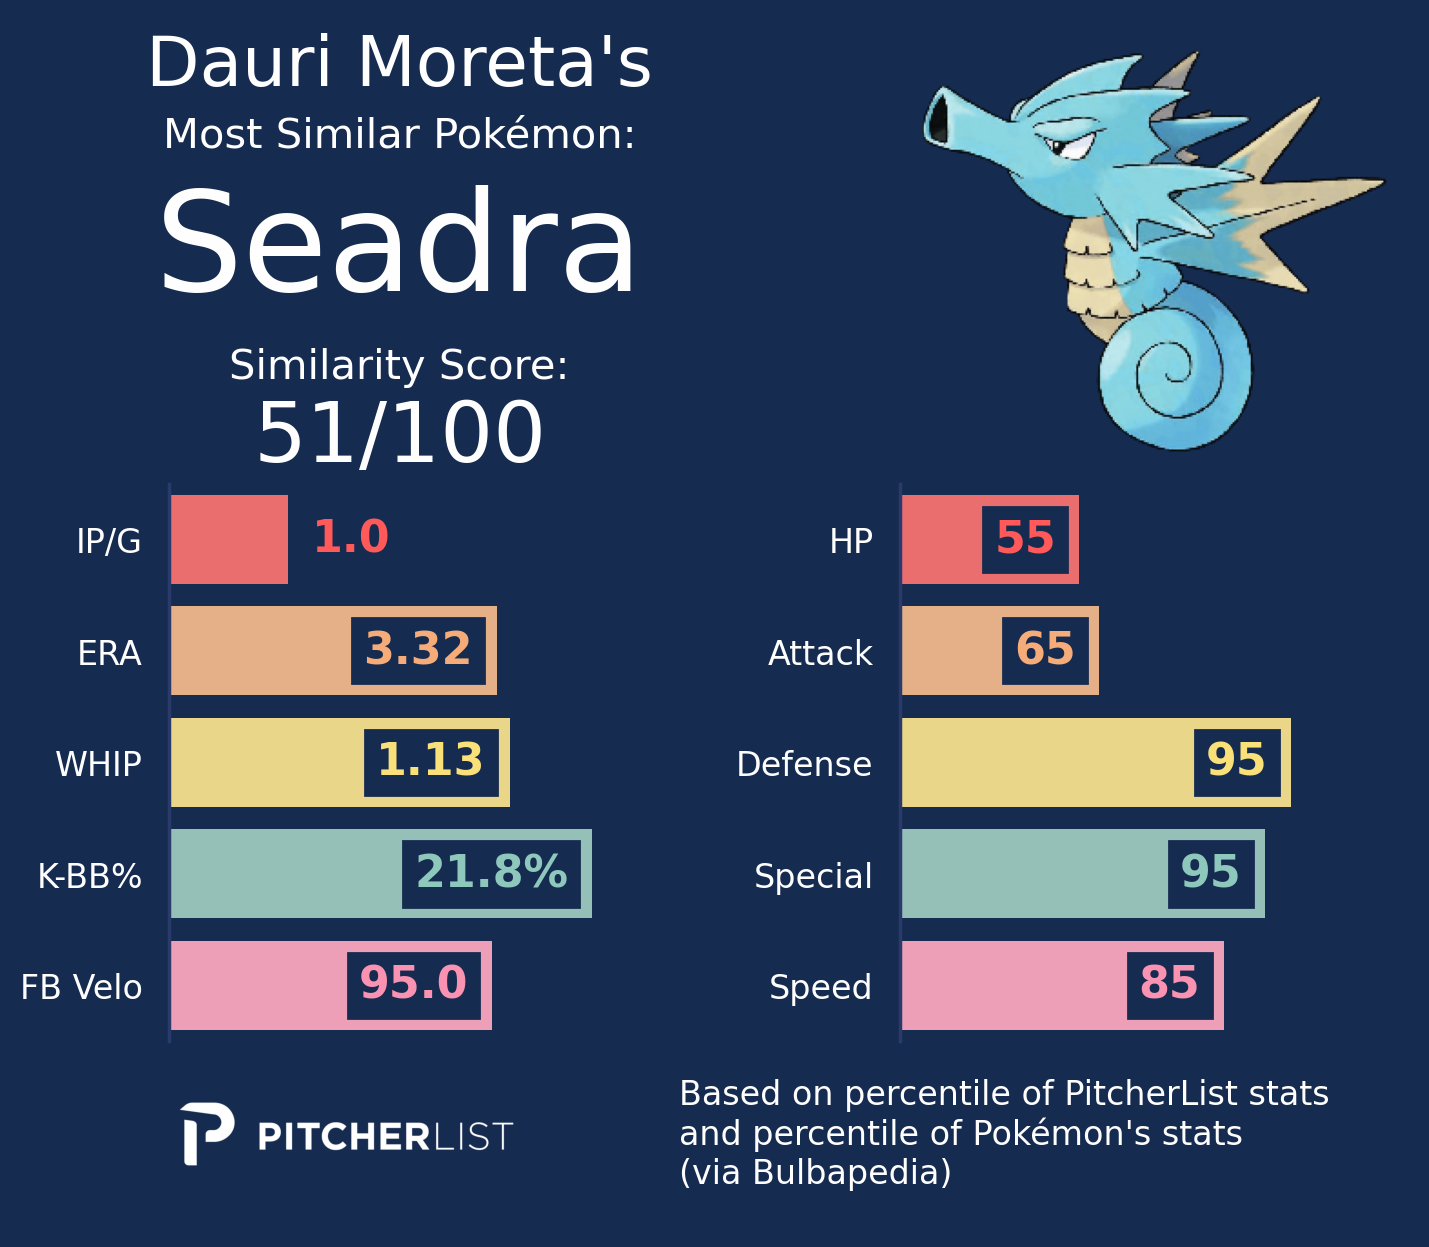 Dauri Moreta's
Most Similar Pokémon:
Seadra
Similarity Score:
51/100
IP/G 1.0
ERA 3.32
WHIP 1.13
K-BB% 21.8%
FB Velo 95.0
HP 55
Attack 65
Defense 95
Special 95
Speed 85
PITCHERLIST
Based on percentile of PitcherList stats
and percentile of Pokémon's stats
(via Bulbapedia)